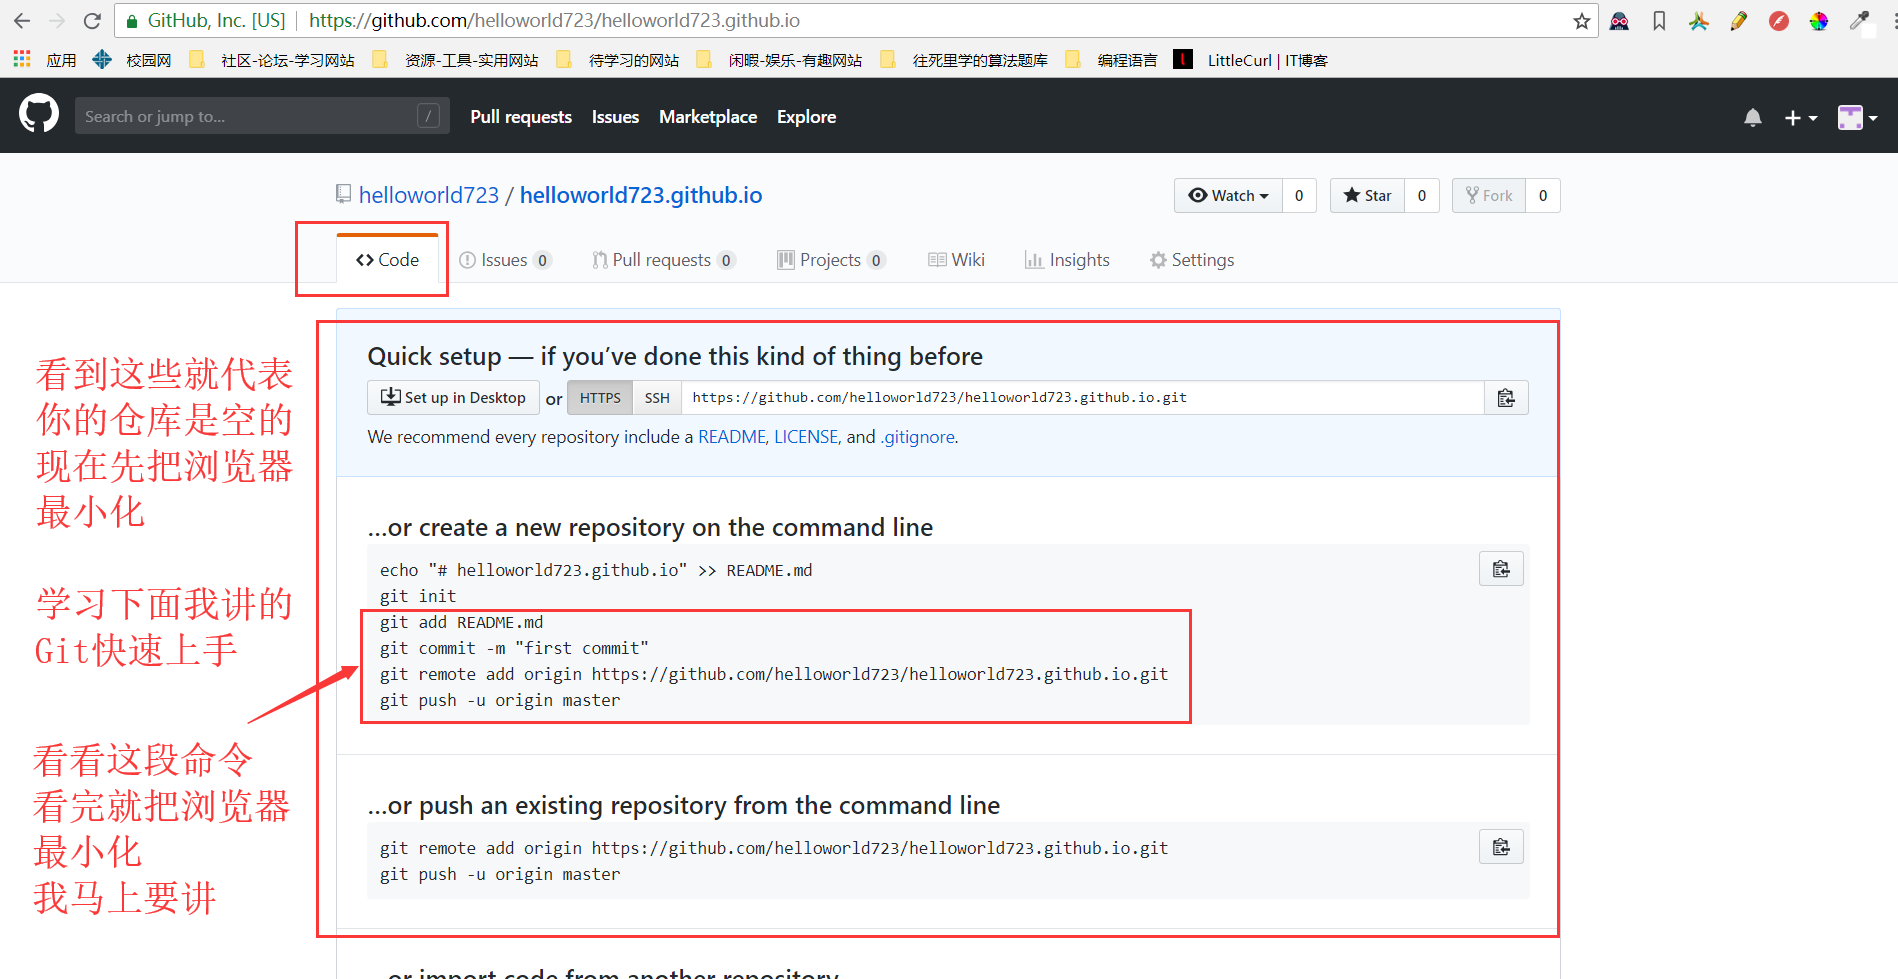 GitHub, Inc. [US] https://github.com/helloworld723/helloworld723.github.io
应用 校园网 社区-论坛-学习网站 资源-工具-实用网站 待学习的网站 闲暇-娱乐-有趣网站 往死里学的算法题库 编程语言 LittleCurl | IT博客
Search or jump to... / Pull requests Issues Marketplace Explore
helloworld723 / helloworld723.github.io Watch 0 Star 0 Fork 0
Code Issues 0 Pull requests 0 Projects 0 Wiki Insights Settings
看到这些就代表
你的仓库是空的
现在先把浏览器
最小化
学习下面我讲的
Git快速上手
看看这段命令
看完就把浏览器
最小化
我马上要讲
Quick setup — if you’ve done this kind of thing before
Set up in Desktop or HTTPS SSH https://github.com/helloworld723/helloworld723.github.io.git
We recommend every repository include a README, LICENSE, and .gitignore.
...or create a new repository on the command line
echo "# helloworld723.github.io" >> README.md
git init
git add README.md
git commit -m "first commit"
git remote add origin https://github.com/helloworld723/helloworld723.github.io.git
git push -u origin master
...or push an existing repository from the command line
git remote add origin https://github.com/helloworld723/helloworld723.github.io.git
git push -u origin master
...or import code from another repository